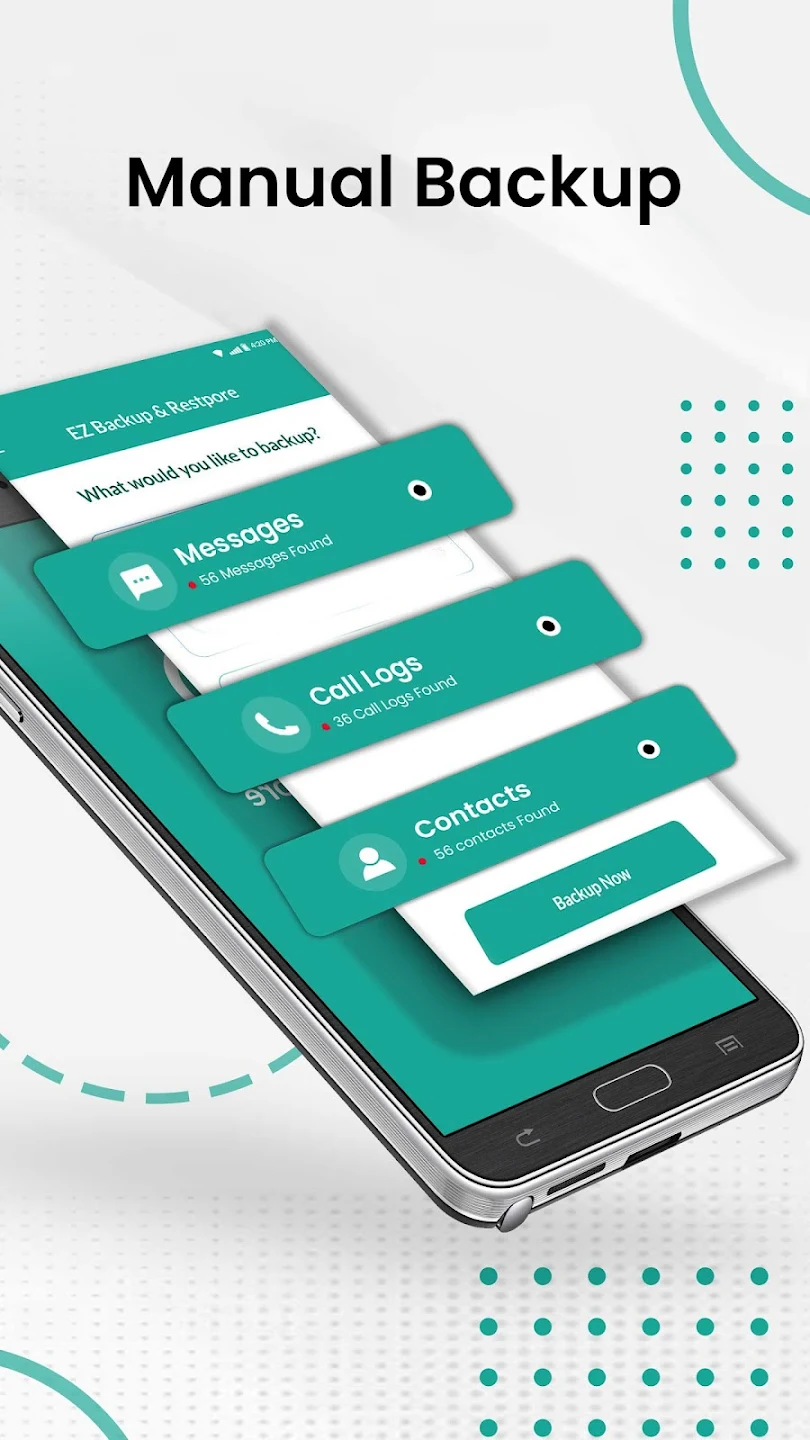 Manual Backup
4:20 PM
EZ Backup & Restpore
What would you like to backup?
Messages
56 Messages Found
Call Logs
36 Call Logs Found
Contacts
56 contacts Found
Backup Now